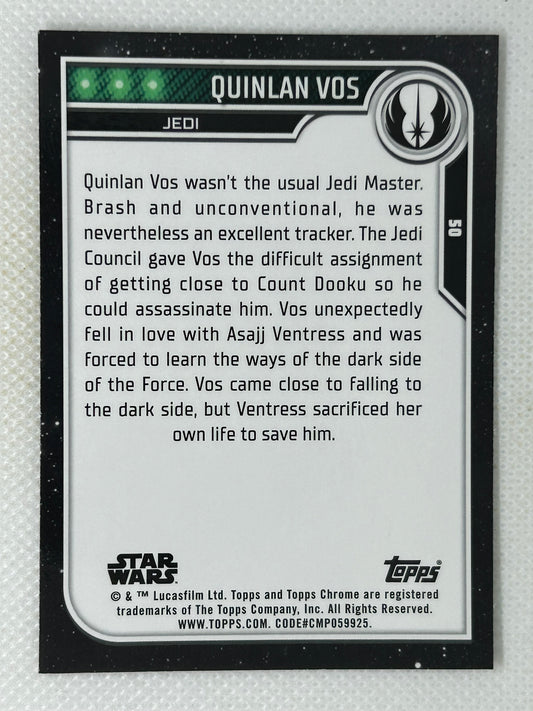 QUINLAN VOS
JEDI
50
Quinlan Vos wasn't the usual Jedi Master.
Brash and unconventional, he was
nevertheless an excellent tracker. The Jedi
Council gave Vos the difficult assignment
of getting close to Count Dooku so he
could assassinate him. Vos unexpectedly
fell in love with Asajj Ventress and was
forced to learn the ways of the dark side
of the Force. Vos came close to falling to
the dark side, but Ventress sacrificed her
own life to save him.
STAR
WARS
topps®
© & ™ Lucasfilm Ltd. Topps and Topps Chrome are registered
trademarks of The Topps Company, Inc. All Rights Reserved.
WWW.TOPPS.COM. CODE#CMP059925.